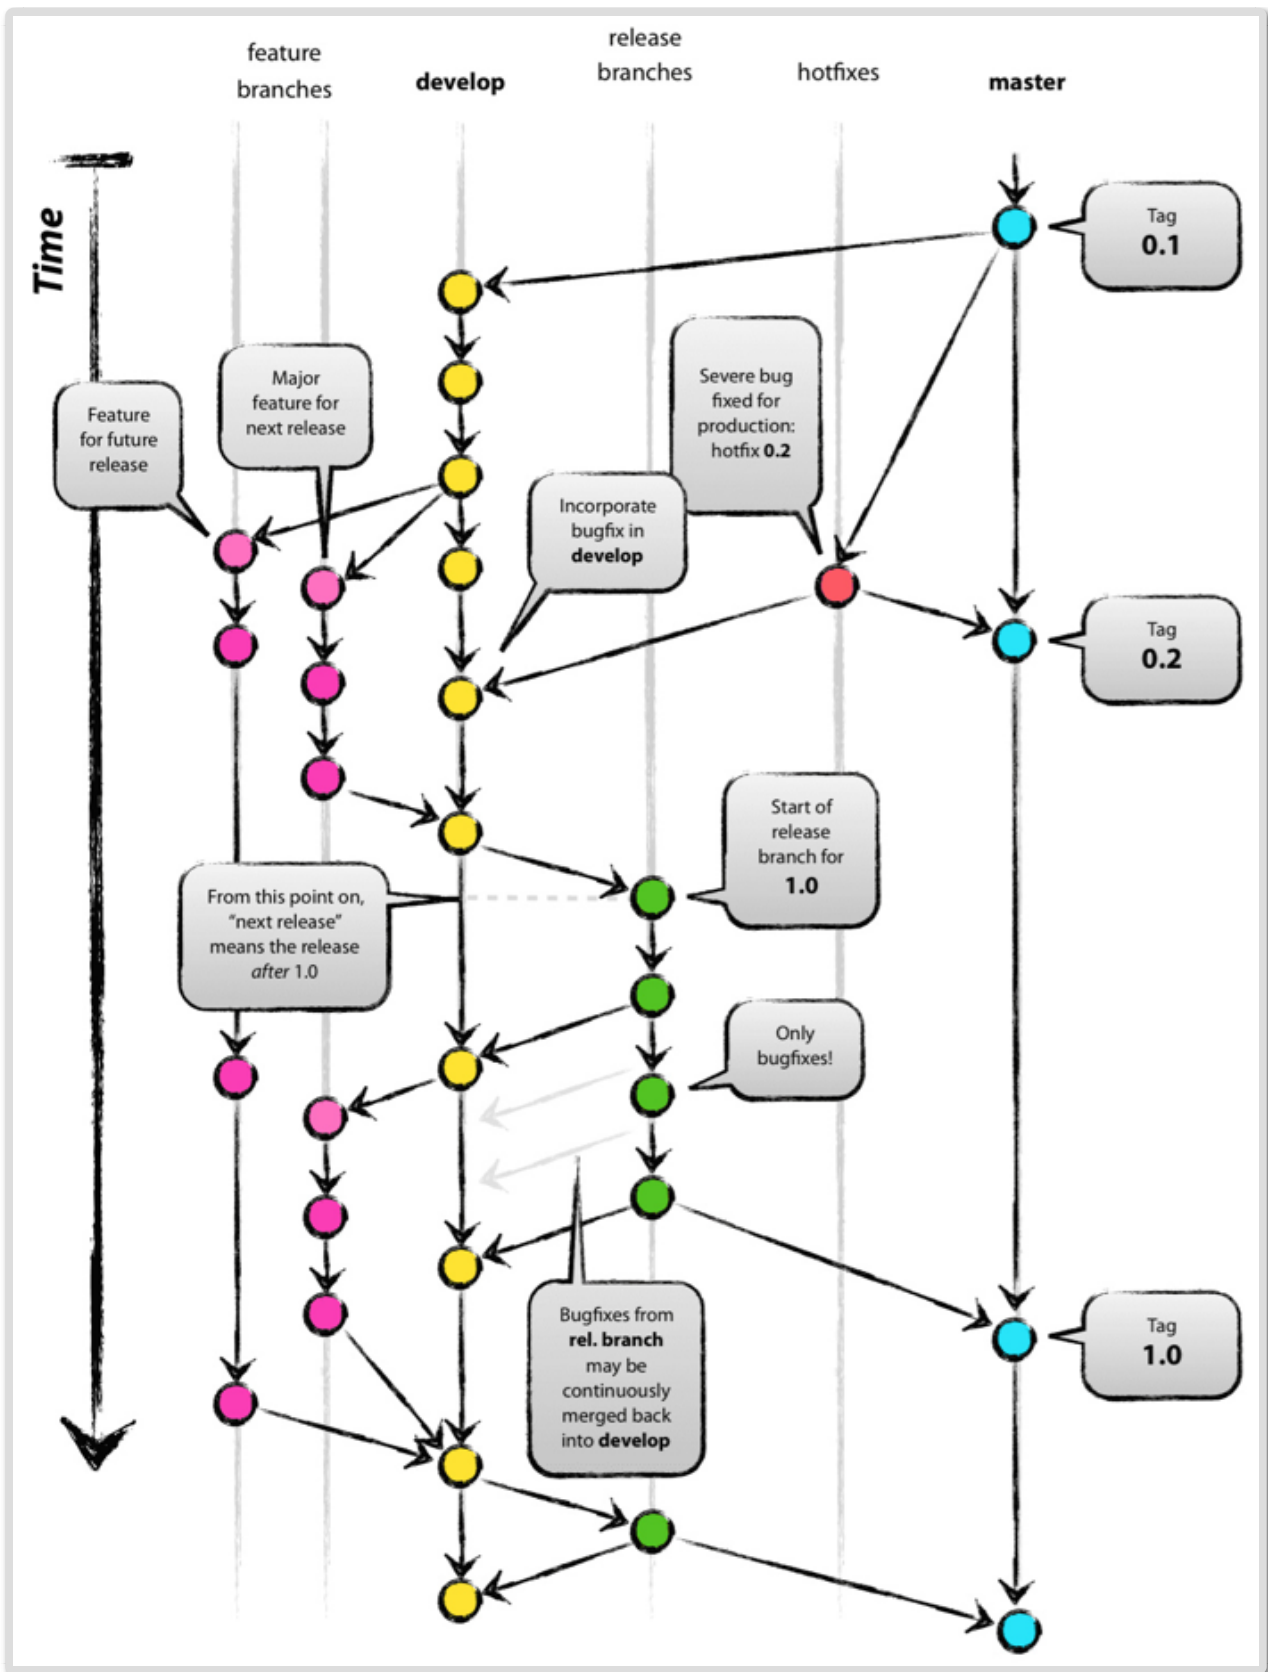 feature
branches
develop
release
branches
hotfixes
master
Time
Tag
0.1
Major
feature for
next release
Feature
for future
release
Severe bug
fixed for
production:
hotfix 0.2
Incorporate
bugfix in
develop
Tag
0.2
Start of
release
branch for
1.0
From this point on,
“next release”
means the release
after 1.0
Only
bugfixes!
Bugfixes from
rel. branch
may be
continuously
merged back
into develop
Tag
1.0